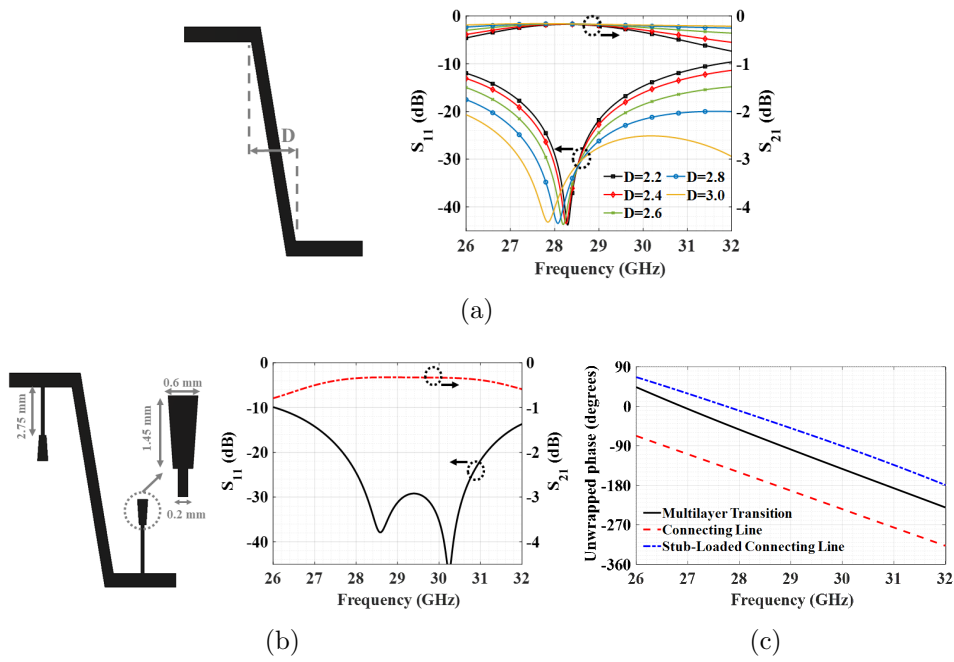 D
0
-10
-20
-30
-40
S11 (dB)
0
-1
-2
-3
-4
S21 (dB)
D=2.2
D=2.8
D=2.4
D=3.0
D=2.6
26 27 28 29 30 31 32
Frequency (GHz)
(a)
2.75 mm
0.6 mm
1.45 mm
0.2 mm
0
-10
-20
-30
-40
S11 (dB)
0
-1
-2
-3
-4
S21 (dB)
26 27 28 29 30 31 32
Frequency (GHz)
(b)
90
0
-90
-180
-270
-360
Unwrapped phase (degrees)
Multilayer Transition
Connecting Line
Stub-Loaded Connecting Line
26 27 28 29 30 31 32
Frequency (GHz)
(c)